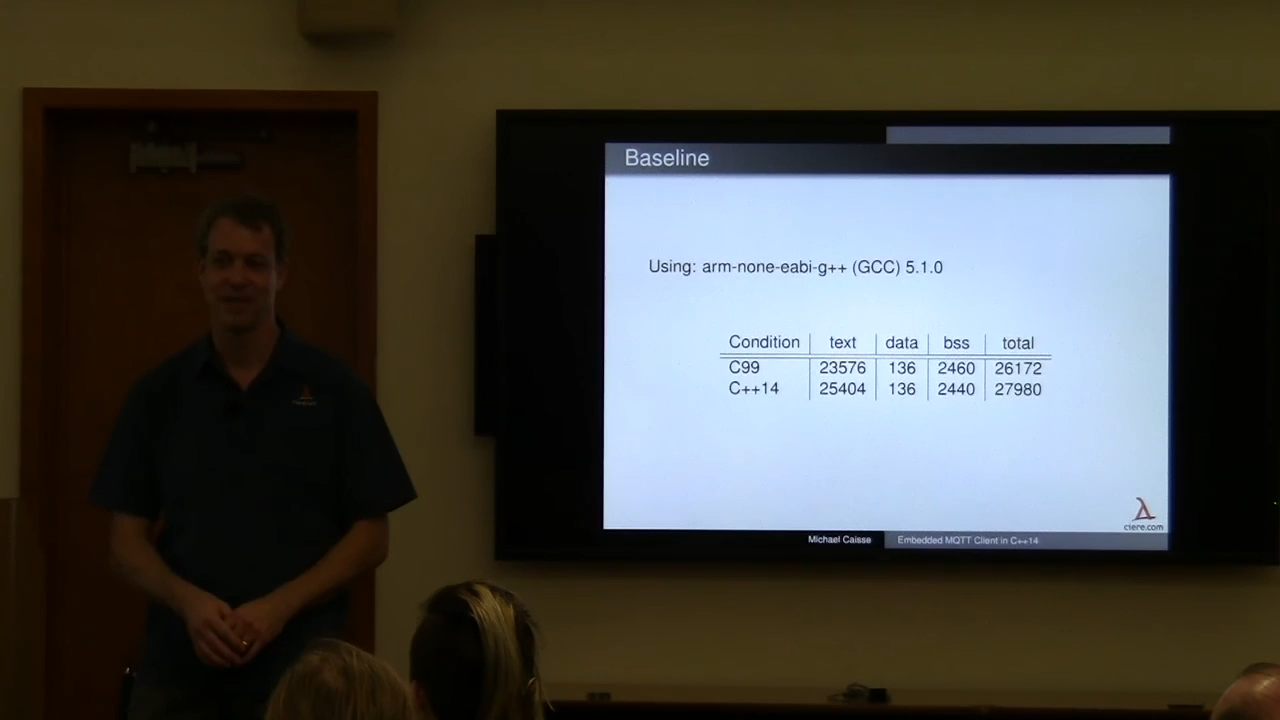 Baseline
Using: arm-none-eabi-g++ (GCC) 5.1.0
Condition text data bss total
C99 23576 136 2460 26172
C++14 25404 136 2440 27980
ciere.com
Michael Caisse Embedded MQTT Client in C++14